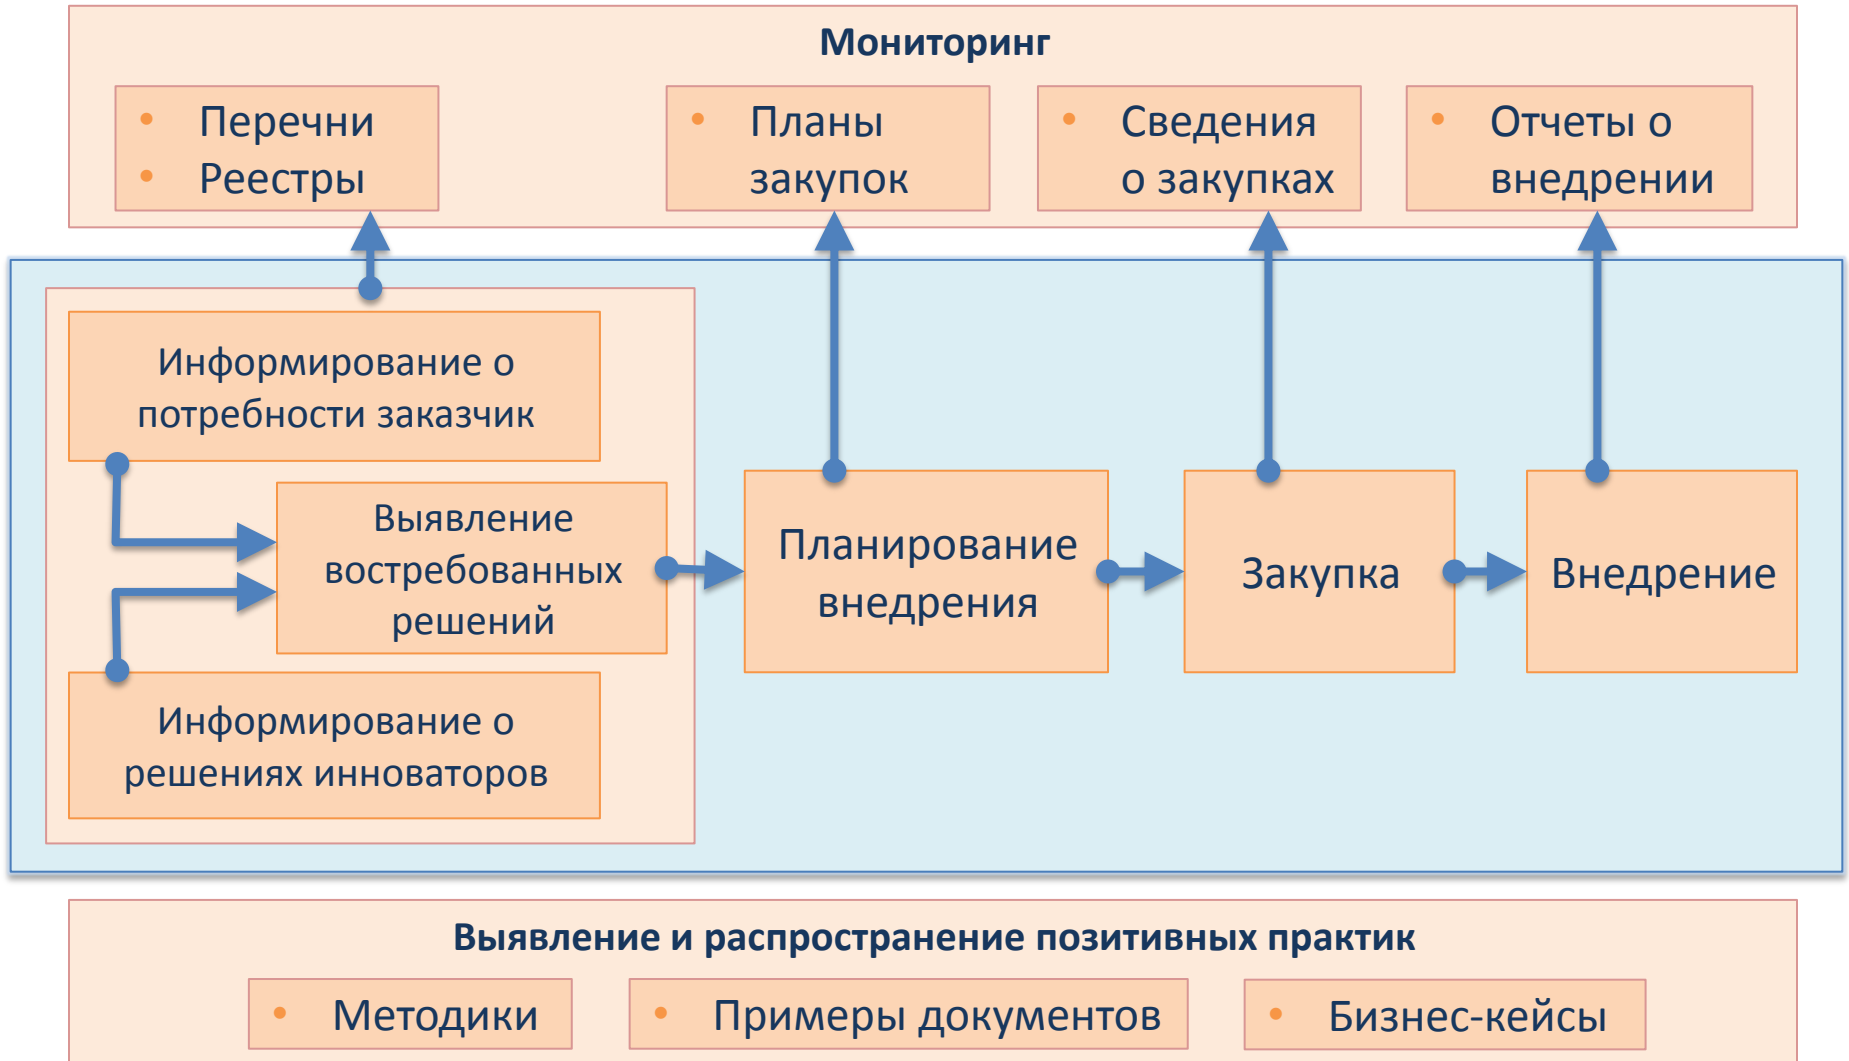 Мониторинг
• Перечни
• Реестры
• Планы
закупок
• Сведения
о закупках
• Отчеты о
внедрении
Информирование о
потребности заказчик
Выявление
востребованных
решений
Информирование о
решениях инноваторов
Планирование
внедрения
Закупка
Внедрение
Выявление и распространение позитивных практик
• Методики
• Примеры документов
• Бизнес-кейсы